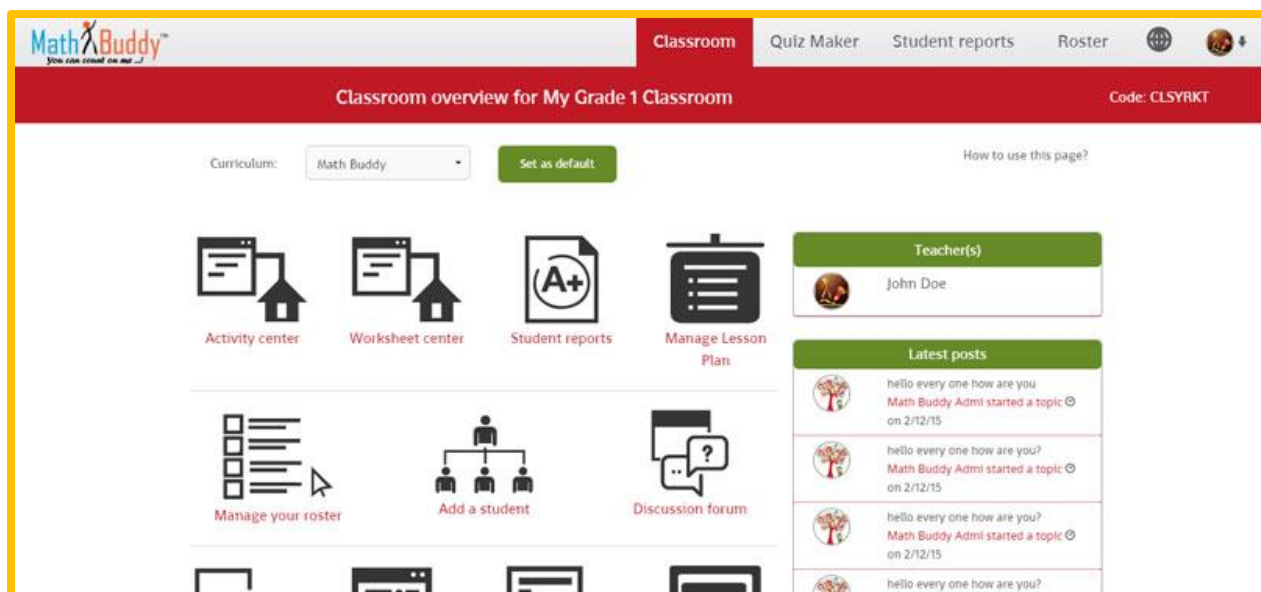 Math Buddy™
You can count on me ..!
Classroom
Quiz Maker
Student reports
Roster
Classroom overview for My Grade 1 Classroom
Code: CLSYRKT
Curriculum:
Math Buddy
Set as default
How to use this page?
A+
Activity center
Worksheet center
Student reports
Manage Lesson
Plan
Manage your roster
Add a student
?
Discussion forum
Teacher(s)
John Doe
Latest posts
hello every one how are you
Math Buddy Admi started a topic
on 2/12/15
hello every one how are you?
Math Buddy Admi started a topic
on 2/12/15
hello every one how are you?
Math Buddy Admi started a topic
on 2/12/15
hello every one how are you?